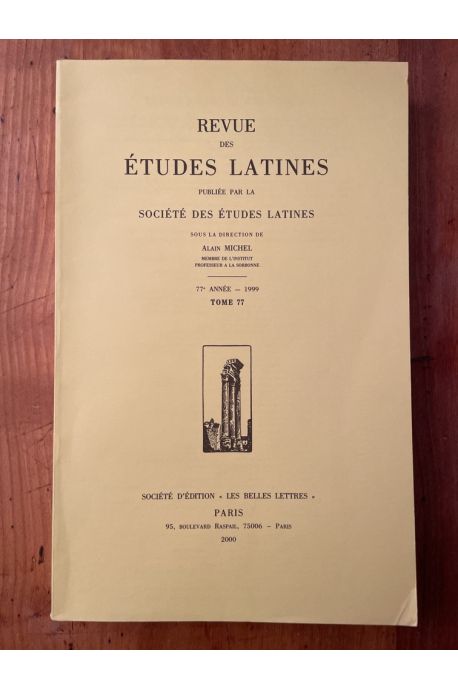 REVUE
DES
ÉTUDES LATINES
PUBLIÉE PAR LA
SOCIÉTÉ DES ÉTUDES LATINES
SOUS LA DIRECTION DE
ALAIN MICHEL
MEMBRE DE L'INSTITUT
PROFESSEUR A LA SORBONNE
77e ANNÉE — 1999
TOME 77
SOCIÉTÉ D'ÉDITION « LES BELLES LETTRES »
PARIS
95, BOULEVARD RASPAIL, 75006 – PARIS
2000